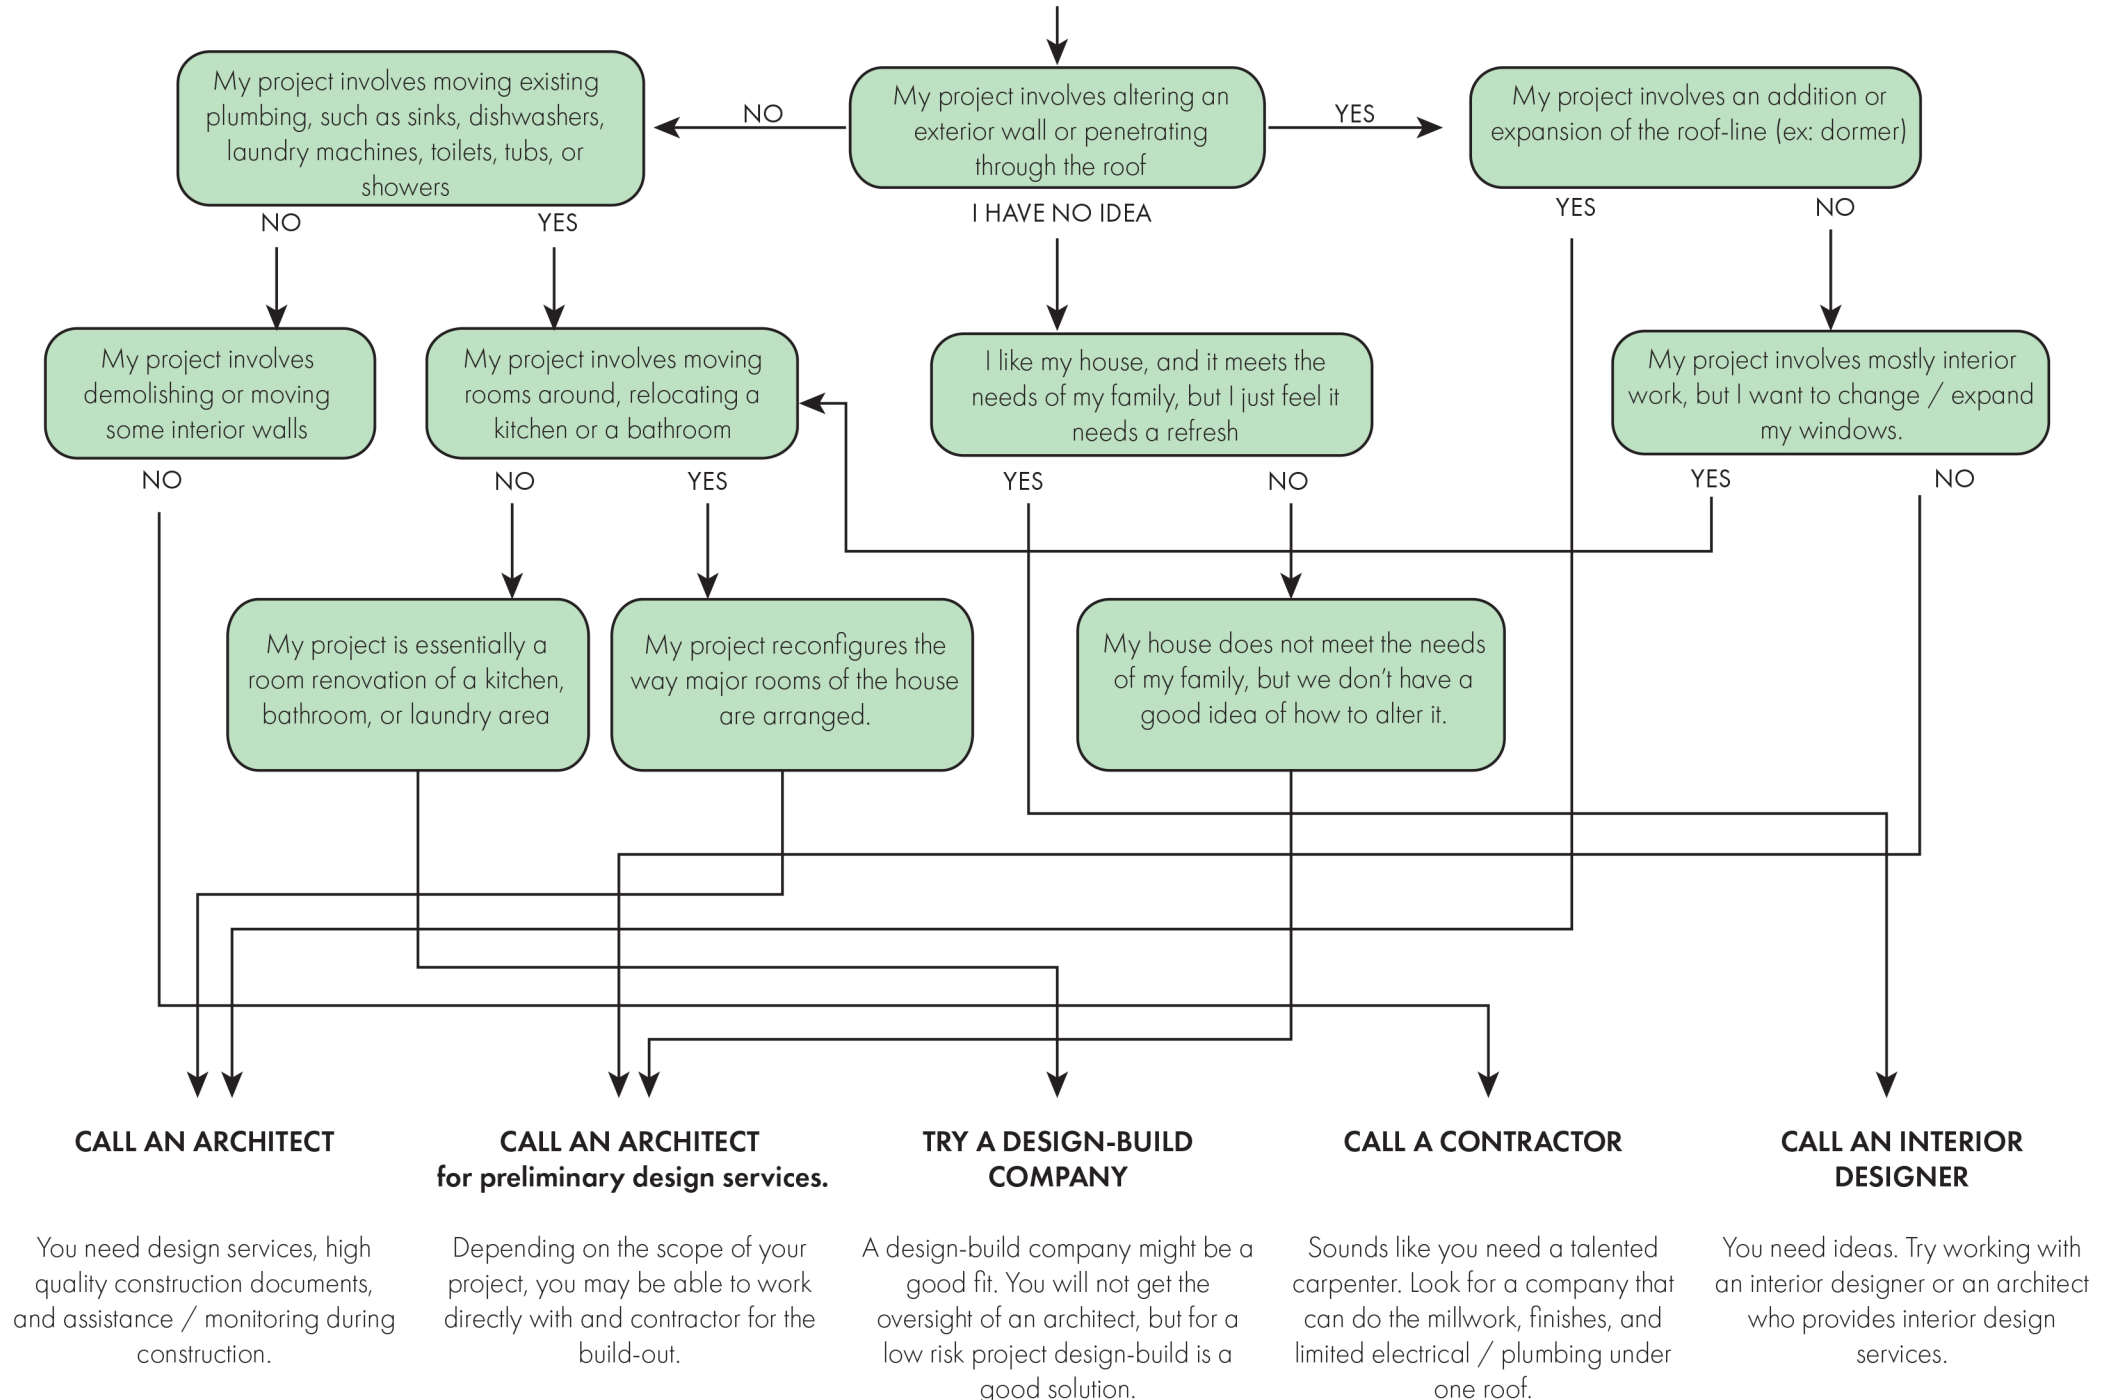 My project involves moving existing
plumbing, such as sinks, dishwashers,
laundry machines, toilets, tubs, or
showers
NO
My project involves altering an
exterior wall or penetrating
through the roof
YES
My project involves an addition or
expansion of the roof-line (ex: dormer)
NO
YES
I HAVE NO IDEA
YES
NO
My project involves
demolishing or moving
some interior walls
My project involves moving
rooms around, relocating a
kitchen or a bathroom
I like my house, and it meets the
needs of my family, but I just feel it
needs a refresh
My project involves mostly interior
work, but I want to change / expand
my windows.
NO
NO
YES
YES
NO
YES
NO
My project is essentially a
room renovation of a kitchen,
bathroom, or laundry area
My project reconfigures the
way major rooms of the house
are arranged.
My house does not meet the needs
of my family, but we don't have a
good idea of how to alter it.
CALL AN ARCHITECT
You need design services, high
quality construction documents,
and assistance / monitoring during
construction.
CALL AN ARCHITECT
for preliminary design services.
Depending on the scope of your
project, you may be able to work
directly with and contractor for the
build-out.
TRY A DESIGN-BUILD
COMPANY
A design-build company might be a
good fit. You will not get the
oversight of an architect, but for a
low risk project design-build is a
good solution.
CALL A CONTRACTOR
Sounds like you need a talented
carpenter. Look for a company that
can do the millwork, finishes, and
limited electrical / plumbing under
one roof.
CALL AN INTERIOR
DESIGNER
You need ideas. Try working with
an interior designer or an architect
who provides interior design
services.